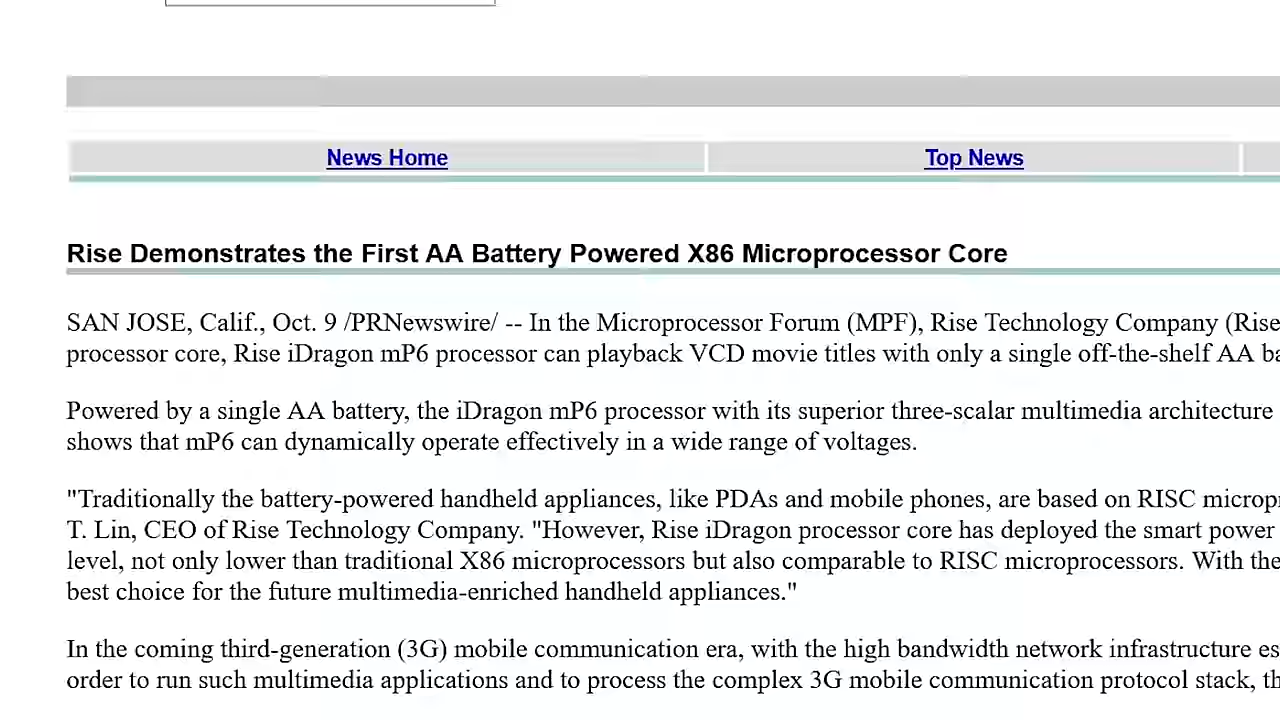 News Home
Top News
Rise Demonstrates the First AA Battery Powered X86 Microprocessor Core
SAN JOSE, Calif., Oct. 9 /PRNewswire/ -- In the Microprocessor Forum (MPF), Rise Technology Company (Rise
processor core, Rise iDragon mP6 processor can playback VCD movie titles with only a single off-the-shelf AA
Powered by a single AA battery, the iDragon mP6 processor with its superior three-scalar multimedia architecture
shows that mP6 can dynamically operate effectively in a wide range of voltages.
"Traditionally the battery-powered handheld appliances, like PDAs and mobile phones, are based on RISC
T. Lin, CEO of Rise Technology Company. "However, Rise iDragon processor core has deployed the smart power
level, not only lower than traditional X86 microprocessors but also comparable to RISC microprocessors. With the
best choice for the future multimedia-enriched handheld appliances."
In the coming third-generation (3G) mobile communication era, with the high bandwidth network infrastructure
order to run such multimedia applications and to process the complex 3G mobile communication protocol stack,